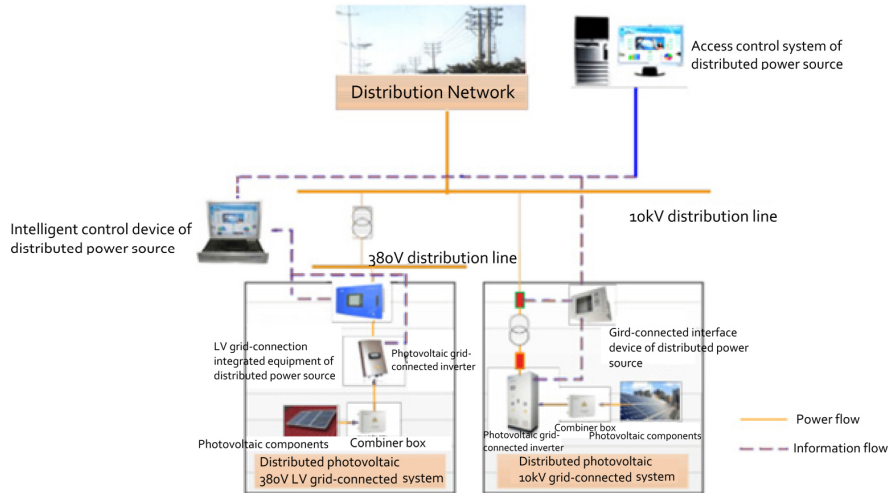 Access control system of
distributed power source
Distribution Network
10kV distribution line
Intelligent control device of
distributed power source
380V distribution line
LV grid-connection
integrated equipment of
distributed power source
Photovoltaic grid-
connected inverter
Gird-connected interface
device of distributed power
source
Photovoltaic components
Combiner box
Photovoltaic grid-
connected inverter
Combiner box
Photovoltaic components
Distributed photovoltaic
380V LV grid-connected system
Distributed photovoltaic
10kV grid-connected system
Power flow
Information flow